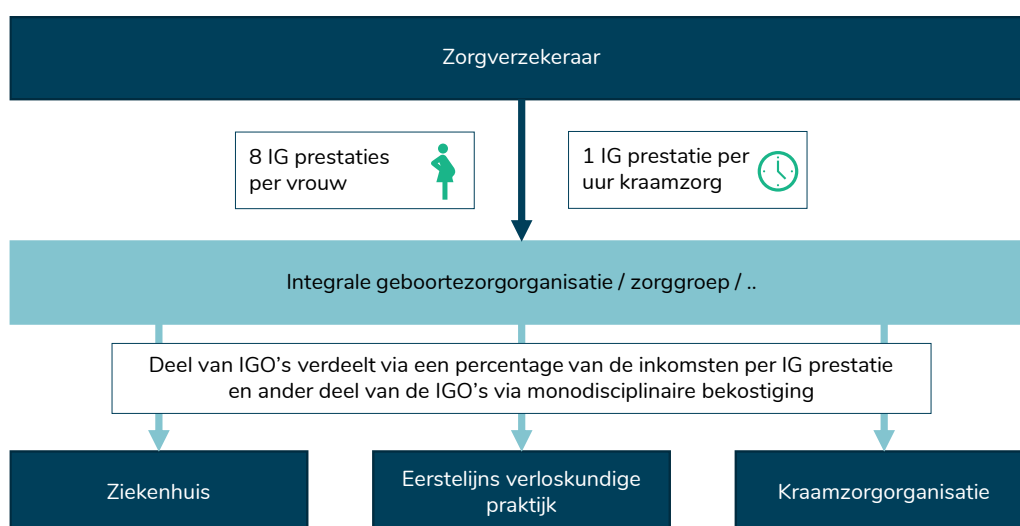 Zorgverzekeraar
8 IG prestaties
per vrouw
1 IG prestatie per
uur kraamzorg
Integrale geboortezorgorganisatie / zorggroep / ..
Deel van IGO’s verdeelt via een percentage van de inkomsten per IG prestatie
en ander deel van de IGO’s via monodisciplinaire bekostiging
Ziekenhuis
Eerstelijns verloskundige
praktijk
Kraamzorgorganisatie